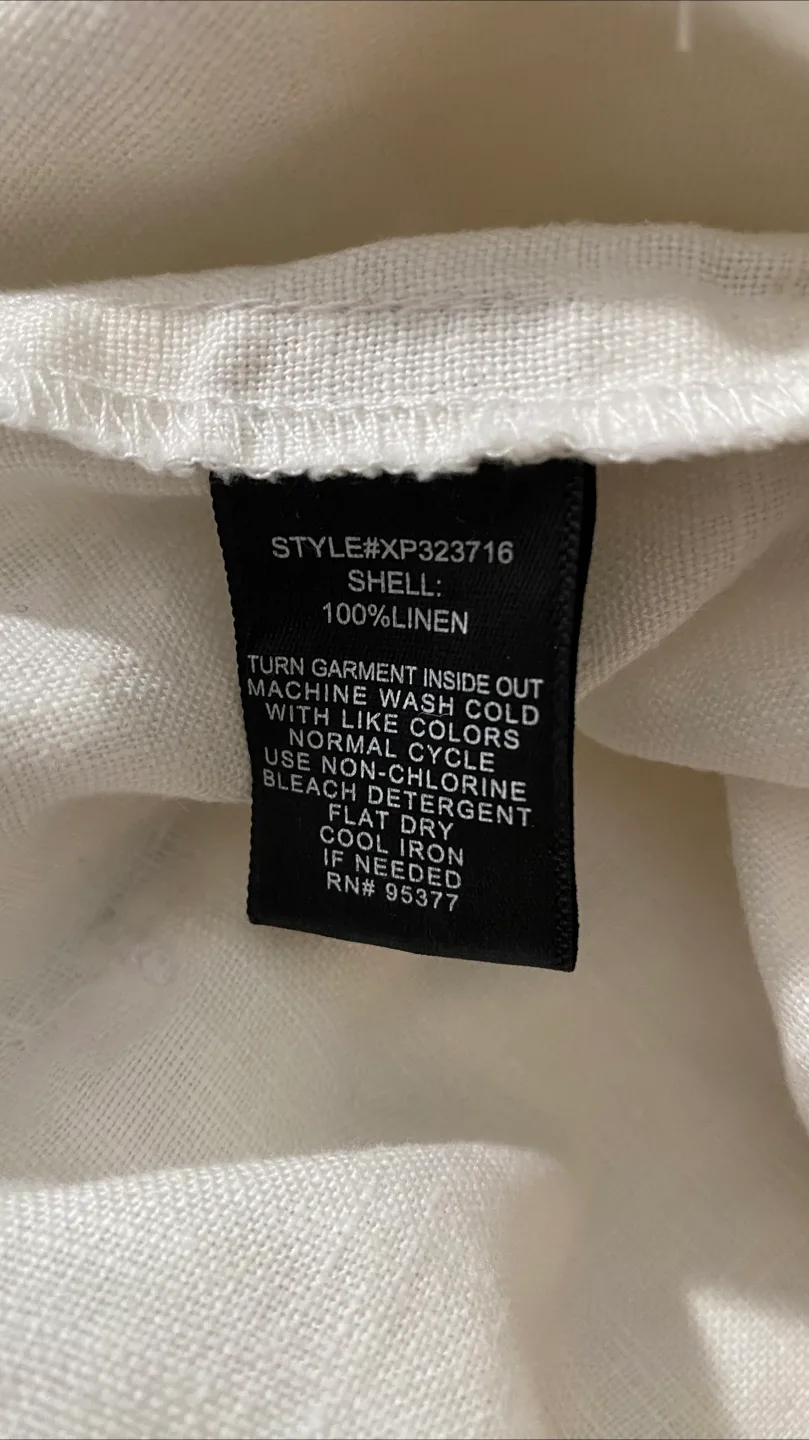 STYLE#XP323716
SHELL:
100%LINEN
TURN GARMENT INSIDE OUT
MACHINE WASH COLD
WITH LIKE COLORS
NORMAL CYCLE
USE NON-CHLORINE
BLEACH DETERGENT
FLAT DRY
COOL IRON
IF NEEDED
RN# 95377